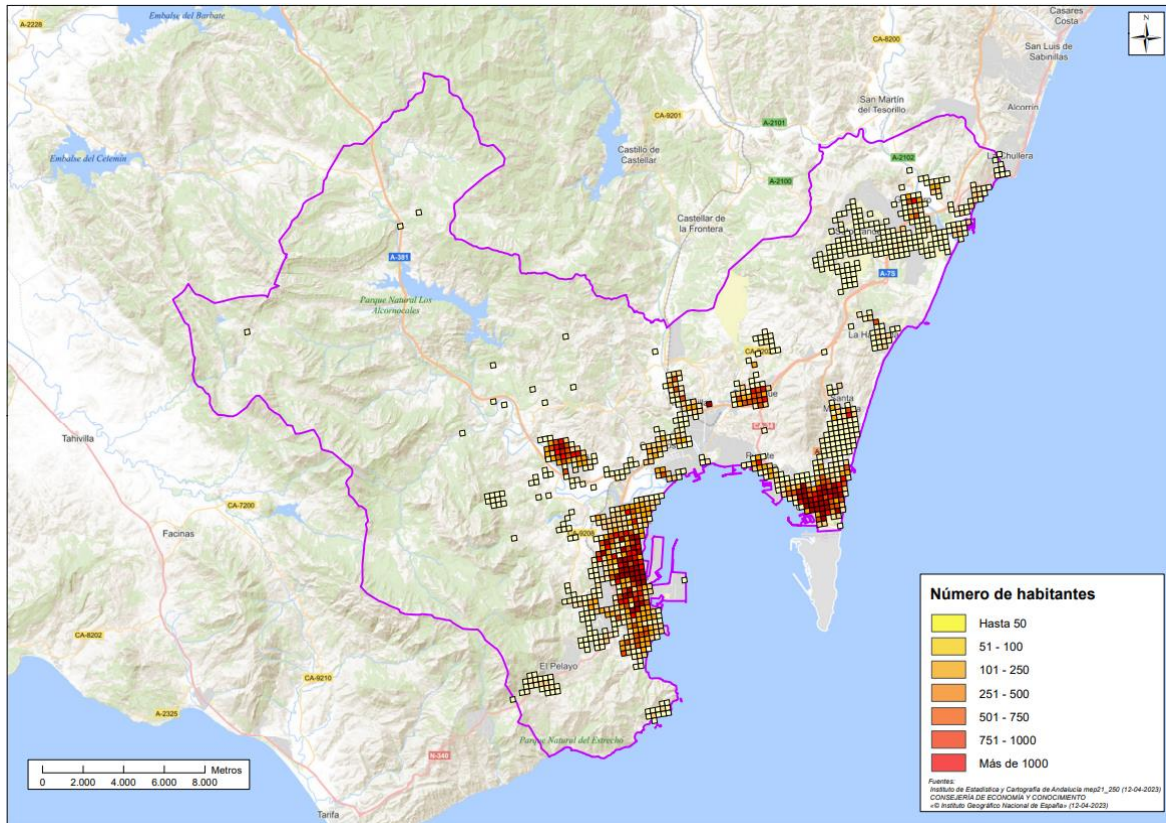 Embalse del Barbate
A-2228
Casares
Costa
N
CA-8200
San Luis de
Sabinillas
San Martín
del Tesorillo
Alcorrin
CA-9201
A-2101
Embalse del Celemín
Castillo de
Castellar
A-2102
La Chullera
A-2100
Castellar de
la Frontera
A-381
A-7S
Parque Natural Los
Alcornocales
Tahivilla
CA-34
CA-7200
Facinas
CA-9206
CA-8202
El Pelayo
CA-9210
A-2325
Parque Natural del Estrecho
N-340
Tarifa
Metros
0 2.000 4.000 6.000 8.000
Número de habitantes
Hasta 50
51 - 100
101 - 250
251 - 500
501 - 750
751 - 1000
Más de 1000
Fuentes:
Instituto de Estadística y Cartografía de Andalucía mep21_250 (12-04-2023)
CONSEJERÍA DE ECONOMÍA Y CONOCIMIENTO
«© Instituto Geográfico Nacional de España» (12-04-2023)